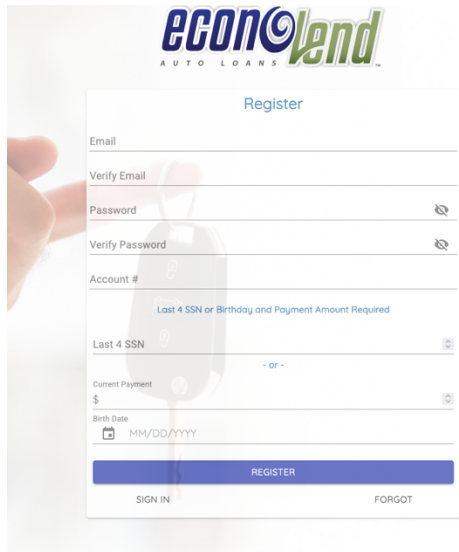 econolend
AUTO LOANS
Register
Email
Verify Email
Password
Verify Password
Account #
Last 4 SSN or Birthday and Payment Amount Required
Last 4 SSN
- or -
Current Payment
$
Birth Date
MM/DD/YYYY
REGISTER
SIGN IN FORGOT